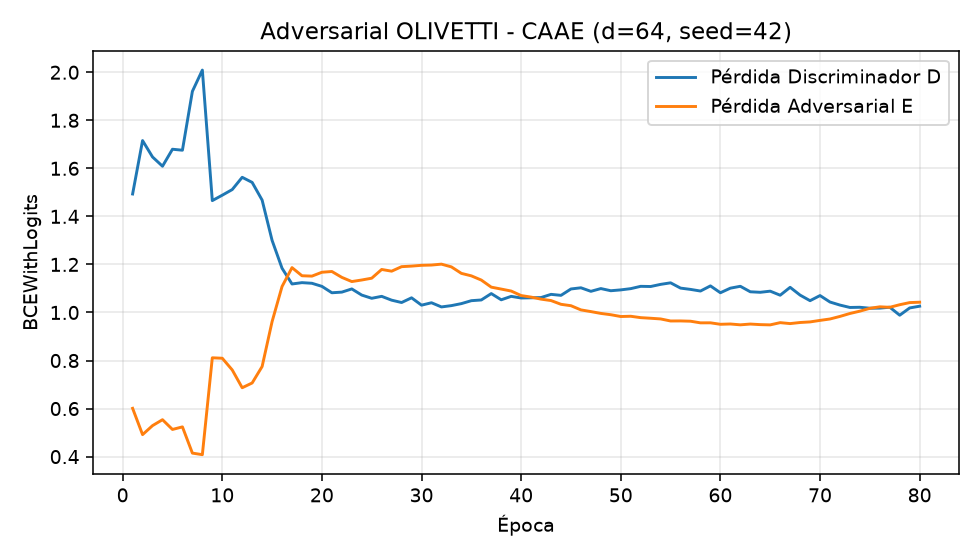 Adversarial OLIVETTI - CAAE (d=64, seed=42)
Pérdida Discriminador D
Pérdida Adversarial E
BCEWithLogits
2.0
1.8
1.6
1.4
1.2
1.0
0.8
0.6
0.4
0 10 20 30 40 50 60 70 80
Época